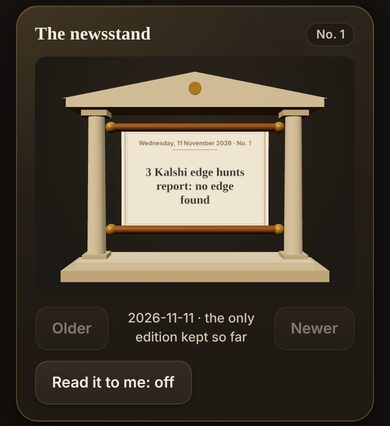 The newsstand
No. 1
Wednesday, 11 November 2026 · No. 1
3 Kalshi edge hunts
report: no edge
found
Older
2026-11-11 · the only
edition kept so far
Newer
Read it to me: off